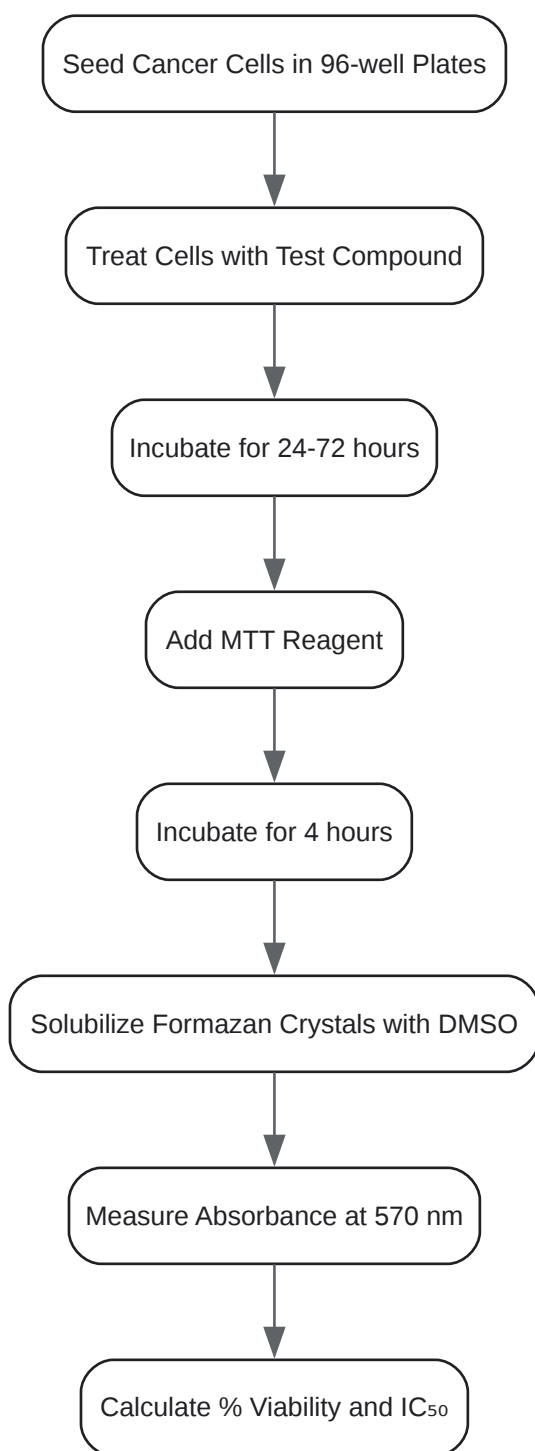 Seed Cancer Cells in 96-well Plates
Treat Cells with Test Compound
Incubate for 24-72 hours
Add MTT Reagent
Incubate for 4 hours
Solubilize Formazan Crystals with DMSO
Measure Absorbance at 570 nm
Calculate % Viability and IC₅₀